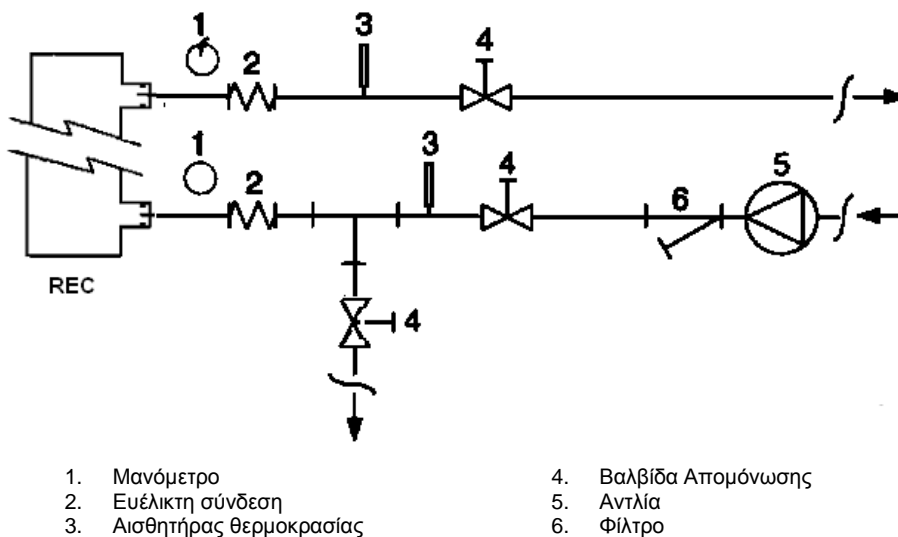 1
2
3
4
1
2
3
4
6
5
REC
4
1. Μανόμετρο
2. Ευέλικτη σύνδεση
3. Αισθητήρας θερμοκρασίας
4. Βαλβίδα Απομόνωσης
5. Αντλία
6. Φίλτρο